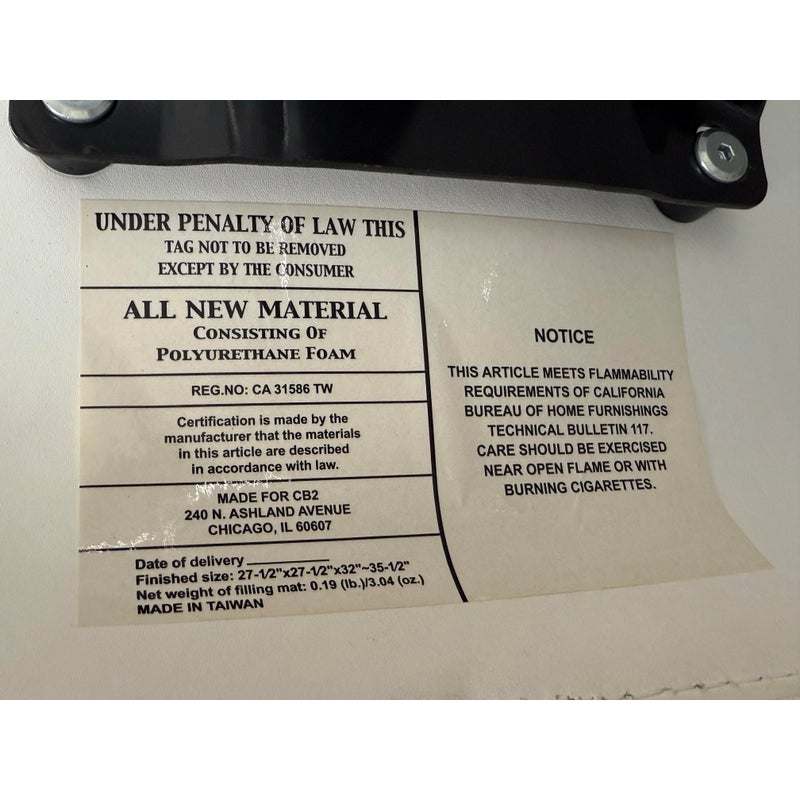 UNDER PENALTY OF LAW THIS
TAG NOT TO BE REMOVED
EXCEPT BY THE CONSUMER
ALL NEW MATERIAL
CONSISTING OF
POLYURETHANE FOAM
REG.NO: CA 31586 TW
Certification is made by the
manufacturer that the materials
in this article are described
in accordance with law.
MADE FOR CB2
240 N. ASHLAND AVENUE
CHICAGO, IL 60607
Date of delivery
Finished size: 27-1/2"x27-1/2"x32"~35-1/2"
Net weight of filling mat: 0.19 (lb.)/3.04 (oz.)
MADE IN TAIWAN
NOTICE
THIS ARTICLE MEETS FLAMMABILITY
REQUIREMENTS OF CALIFORNIA
BUREAU OF HOME FURNISHINGS
TECHNICAL BULLETIN 117.
CARE SHOULD BE EXERCISED
NEAR OPEN FLAME OR WITH
BURNING CIGARETTES.